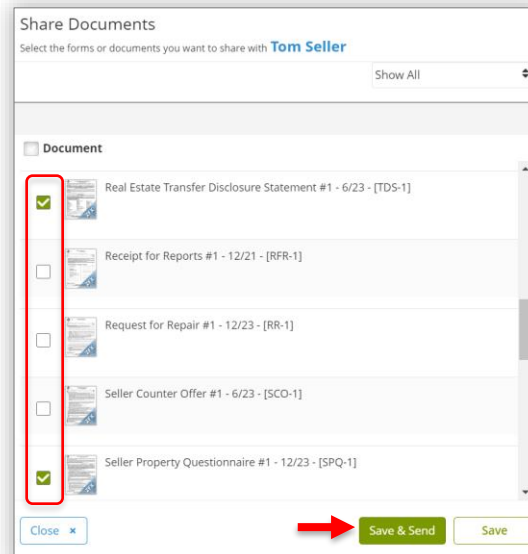 Share Documents
Select the forms or documents you want to share with Tom Seller
Show All
Document
Real Estate Transfer Disclosure Statement #1 - 6/23 - [TDS-1]
Receipt for Reports #1 - 12/21 - [RFR-1]
Request for Repair #1 - 12/23 - [RR-1]
Seller Counter Offer #1 - 6/23 - [SCO-1]
Seller Property Questionnaire #1 - 12/23 - [SPQ-1]
Close × Save & Send Save